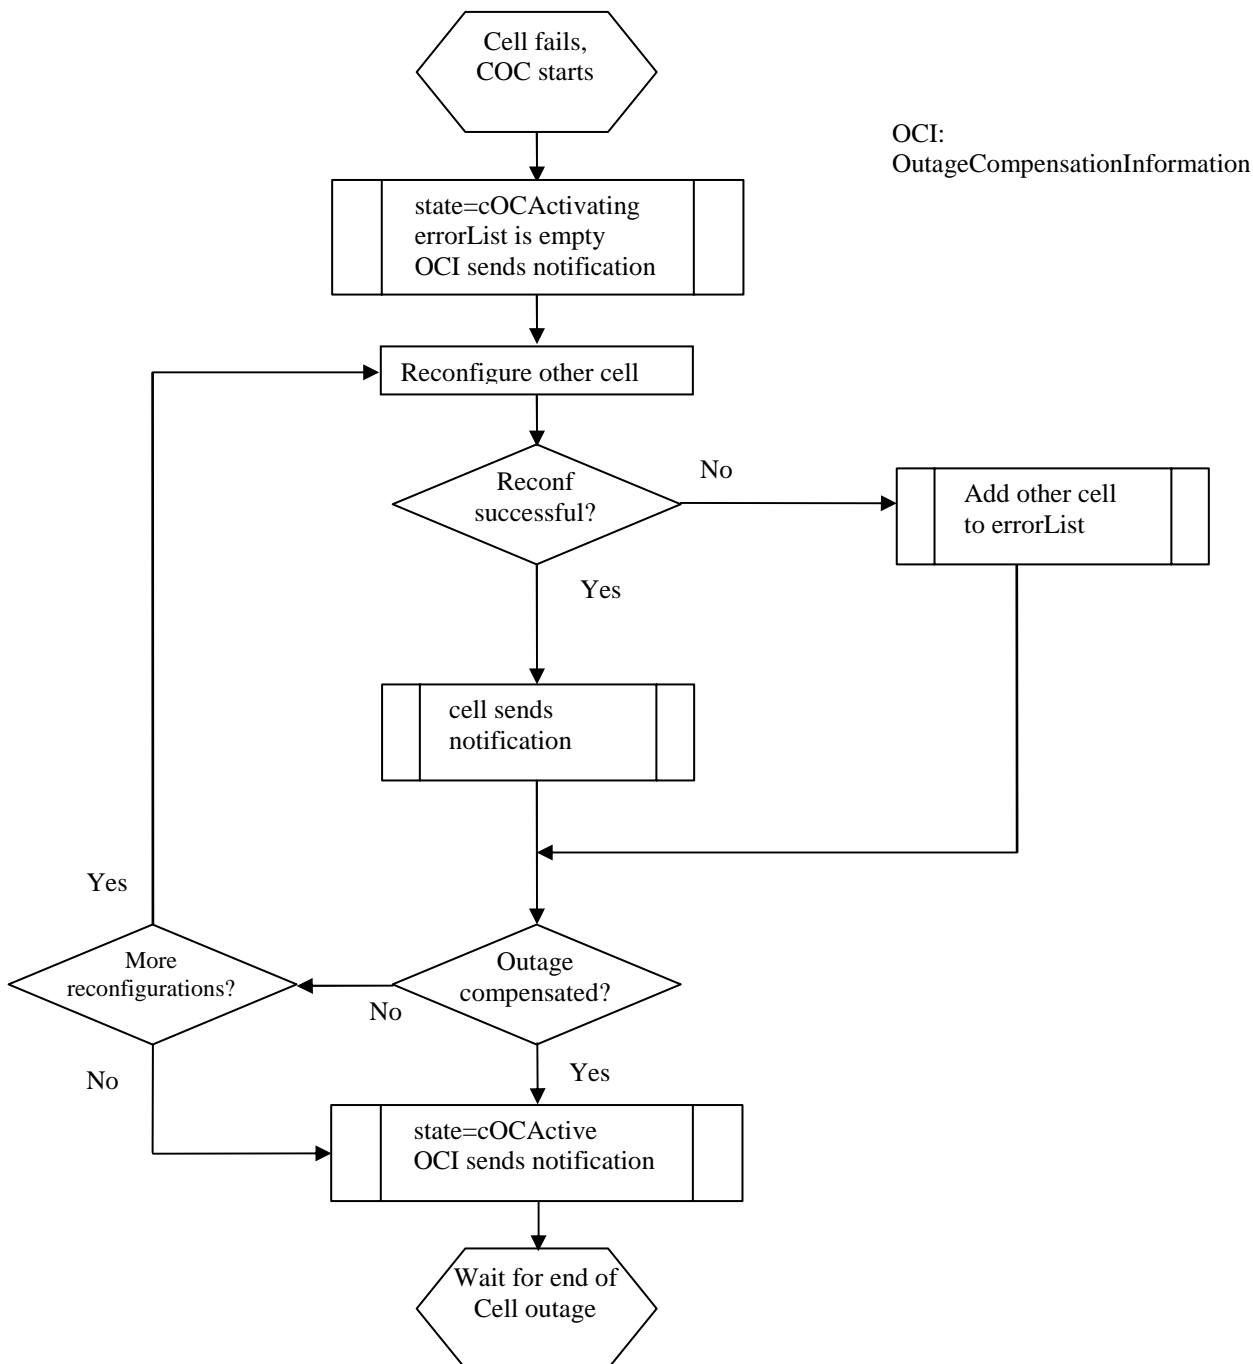 Cell fails,
COC starts
OCI:
OutageCompensationInformation
state=cOCActivating
errorList is empty
OCI sends notification
Reconfigure other cell
Reconf
successful?
No
Add other cell
to errorList
Yes
cell sends
notification
Yes
More
reconfigurations?
Outage
compensated?
No
No
Yes
state=cOCActive
OCI sends notification
Wait for end of
Cell outage